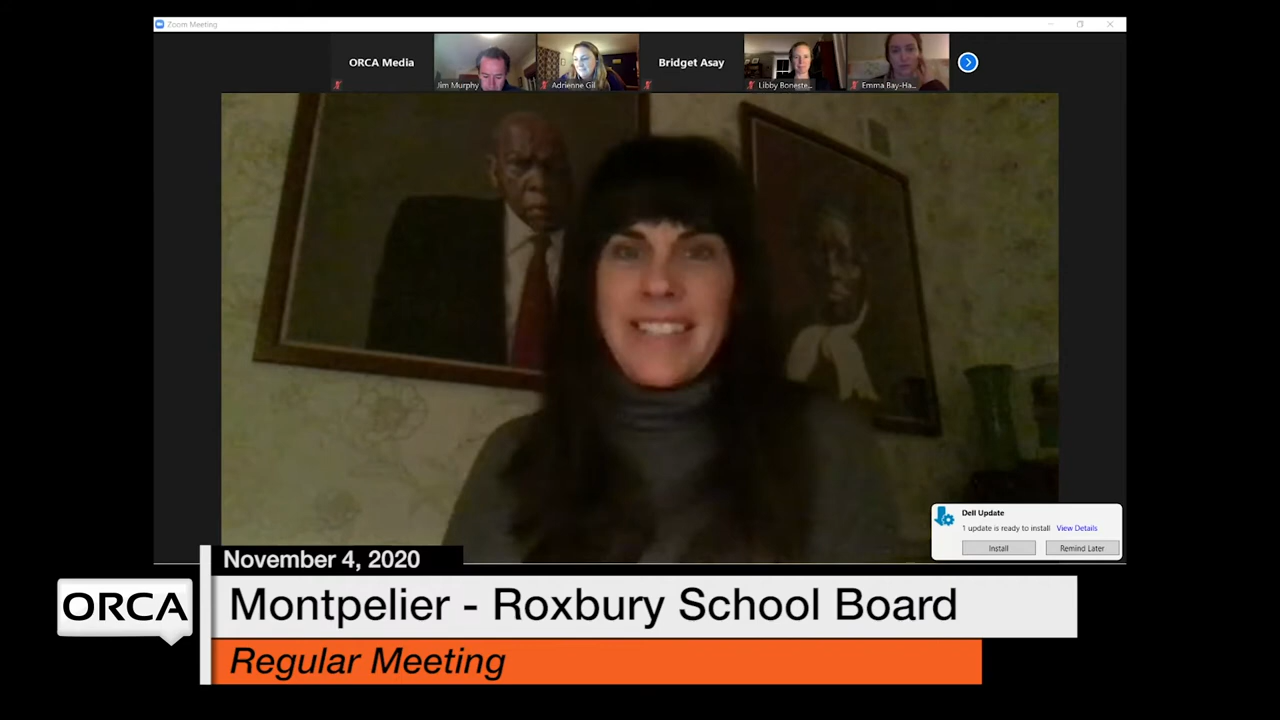 Zoom Meeting
ORCA Media
Jim Murphy
Adrienne Gil
Bridget Asay
Libby Boneste...
Emma Bay-Ha...
Dell Update
1 update is ready to install View Details
Install
Remind Later
November 4, 2020
ORCA
Montpelier - Roxbury School Board
Regular Meeting